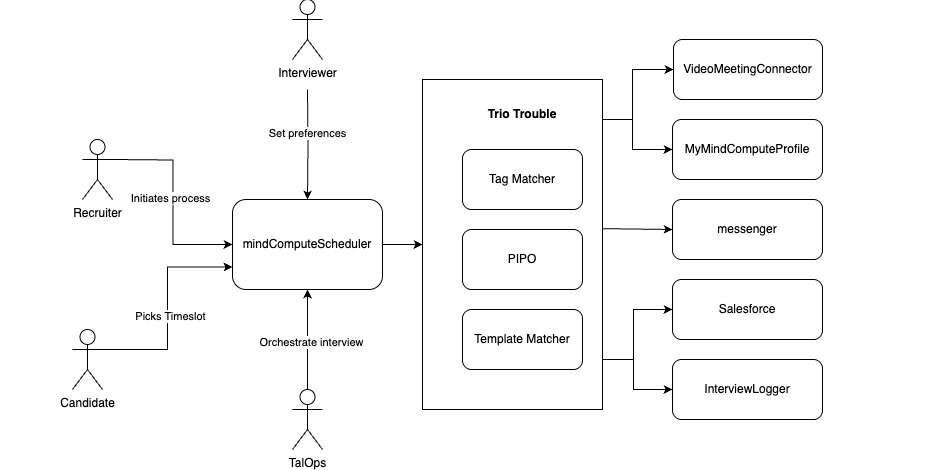 Interviewer
Set preferences
Recruiter
Initiates process
mindComputeScheduler
Picks Timeslot
Candidate
Orchestrate interview
TalOps
Trio Trouble
Tag Matcher
PIPO
Template Matcher
VideoMeetingConnector
MyMindComputeProfile
messenger
Salesforce
InterviewLogger